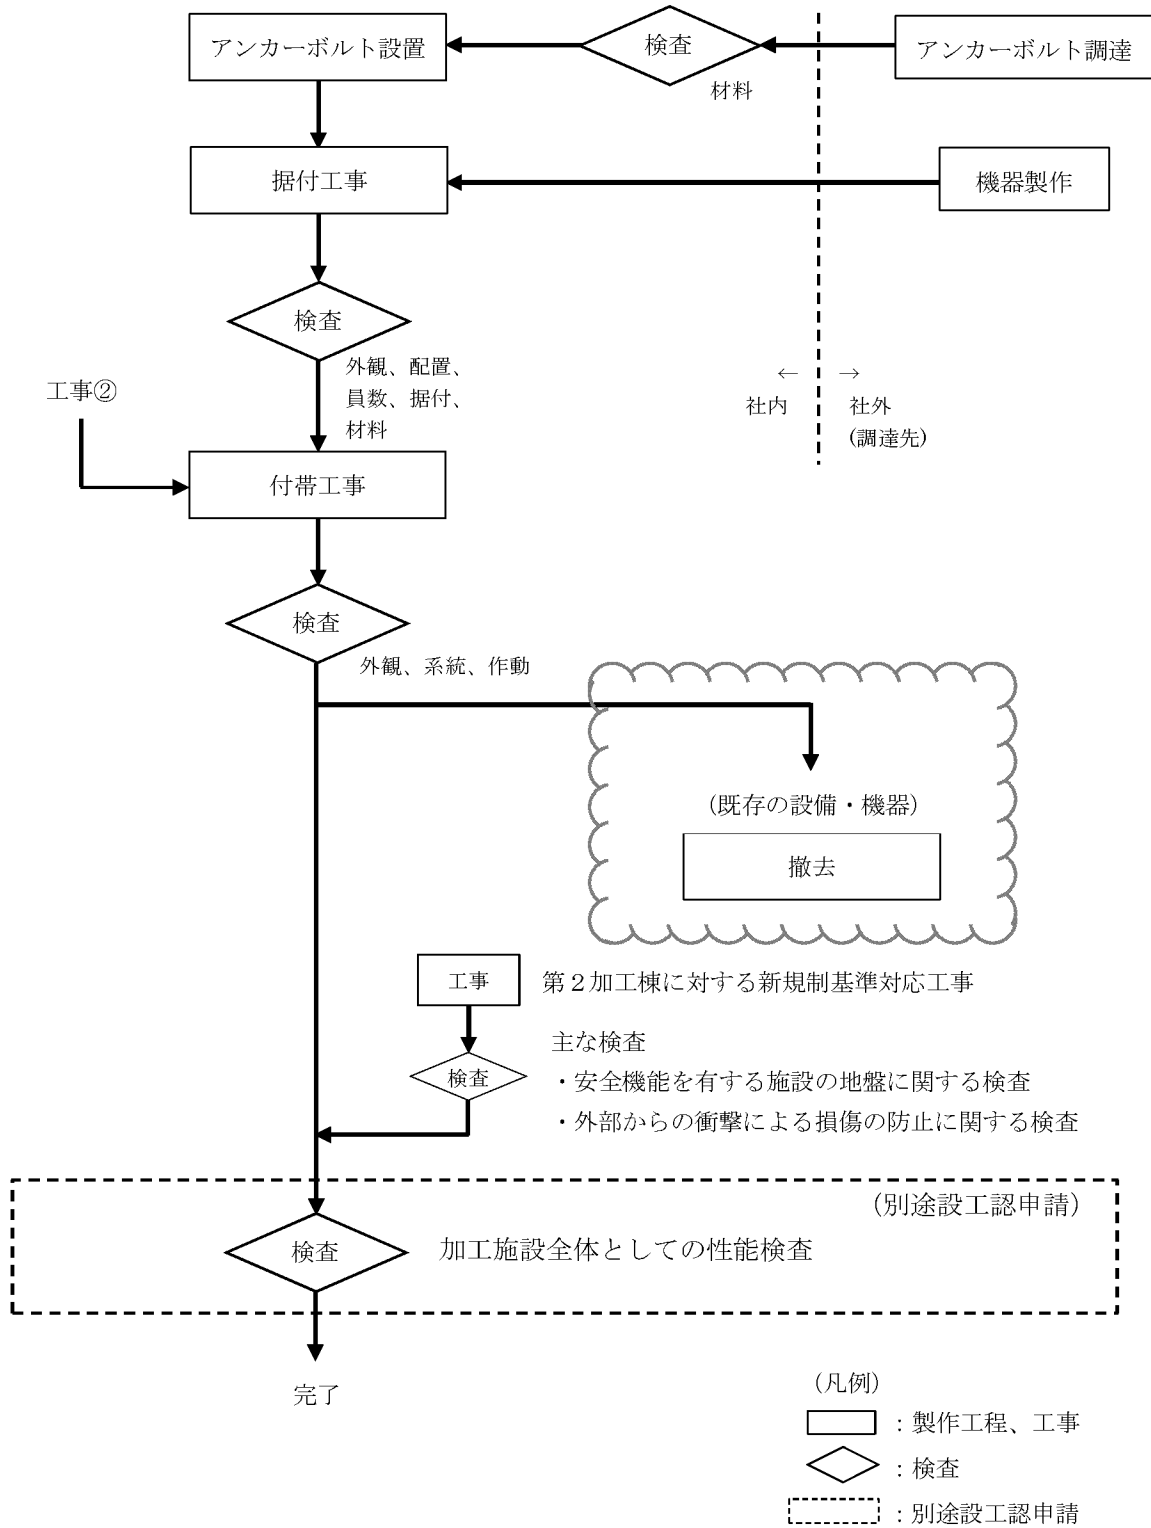 アンカーボルト設置
検査
アンカーボルト調達
材料
据付工事
機器製作
検査
外観、配置、
員数、据付、
材料
← →
社内 社外
(調達先)
工事②
付帯工事
検査
外観、系統、作動
(既存の設備・機器)
撤去
工事 第２加工棟に対する新規制基準対応工事
主な検査
検査
・安全機能を有する施設の地盤に関する検査
・外部からの衝撃による損傷の防止に関する検査
(別途設工認申請)
検査 加工施設全体としての性能検査
完了
(凡例)
：製作工程、工事
：検査
：別途設工認申請